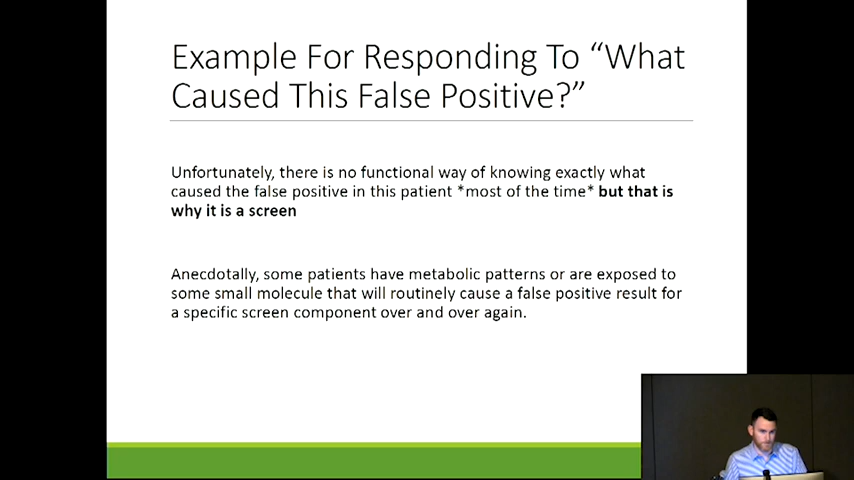 Example For Responding To “What
Caused This False Positive?”
Unfortunately, there is no functional way of knowing exactly what
caused the false positive in this patient *most of the time* but that is
why it is a screen
Anecdotally, some patients have metabolic patterns or are exposed to
some small molecule that will routinely cause a false positive result for
a specific screen component over and over again.